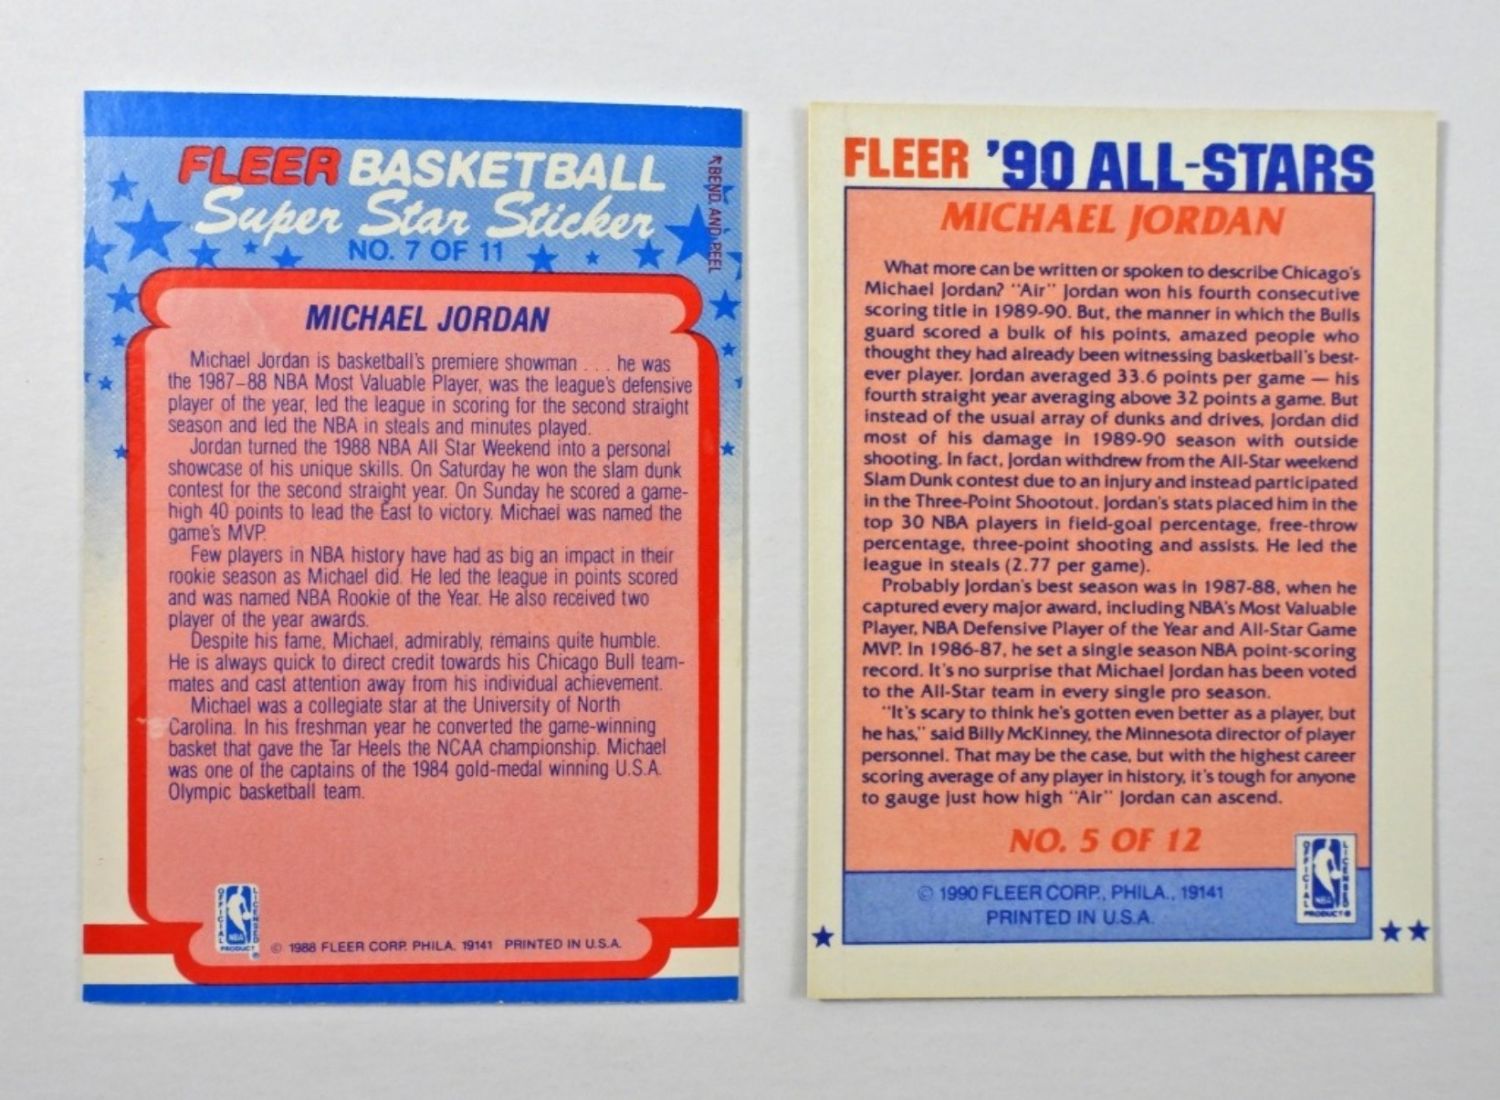 FLEER BASKETBALL
Super Star Sticker
NO. 7 OF 11
BEND AND PEEL
MICHAEL JORDAN
Michael Jordan is basketball's premiere showman . . . he was
the 1987–88 NBA Most Valuable Player, was the league's defensive
player of the year, led the league in scoring for the second straight
season and led the NBA in steals and minutes played.
Jordan turned the 1988 NBA All Star Weekend into a personal
showcase of his unique skills. On Saturday he won the slam dunk
contest for the second straight year. On Sunday he scored a game-
high 40 points to lead the East to victory. Michael was named the
game's MVP.
Few players in NBA history have had as big an impact in their
rookie season as Michael did. He led the league in points scored
and was named NBA Rookie of the Year. He also received two
player of the year awards.
Despite his fame, Michael, admirably, remains quite humble.
He is always quick to direct credit towards his Chicago Bull team-
mates and cast attention away from his individual achievement.
Michael was a collegiate star at the University of North
Carolina. In his freshman year he converted the game-winning
basket that gave the Tar Heels the NCAA championship. Michael
was one of the captains of the 1984 gold-medal winning U.S.A.
Olympic basketball team.
OFFICIAL LICENSED
NBA
PRODUCT ®
© 1988 FLEER CORP. PHILA. 19141 PRINTED IN U.S.A.
FLEER '90 ALL-STARS
MICHAEL JORDAN
What more can be written or spoken to describe Chicago's
Michael Jordan? "Air" Jordan won his fourth consecutive
scoring title in 1989-90. But, the manner in which the Bulls
guard scored a bulk of his points, amazed people who
thought they had already been witnessing basketball's best-
ever player. Jordan averaged 33.6 points per game — his
fourth straight year averaging above 32 points a game. But
instead of the usual array of dunks and drives, Jordan did
most of his damage in 1989-90 season with outside
shooting. In fact, Jordan withdrew from the All-Star weekend
Slam Dunk contest due to an injury and instead participated
in the Three-Point Shootout. Jordan's stats placed him in the
top 30 NBA players in field-goal percentage, free-throw
percentage, three-point shooting and assists. He led the
league in steals (2.77 per game).
Probably Jordan's best season was in 1987-88, when he
captured every major award, including NBA's Most Valuable
Player, NBA Defensive Player of the Year and All-Star Game
MVP. In 1986-87, he set a single season NBA point-scoring
record. It's no surprise that Michael Jordan has been voted
to the All-Star team in every single pro season.
"It's scary to think he's gotten even better as a player, but
he has," said Billy McKinney, the Minnesota director of player
personnel. That may be the case, but with the highest career
scoring average of any player in history, it's tough for anyone
to gauge just how high "Air" Jordan can ascend.
NO. 5 OF 12
© 1990 FLEER CORP., PHILA., 19141
PRINTED IN U.S.A.
OFFICIAL LICENSED
NBA
PRODUCT ®